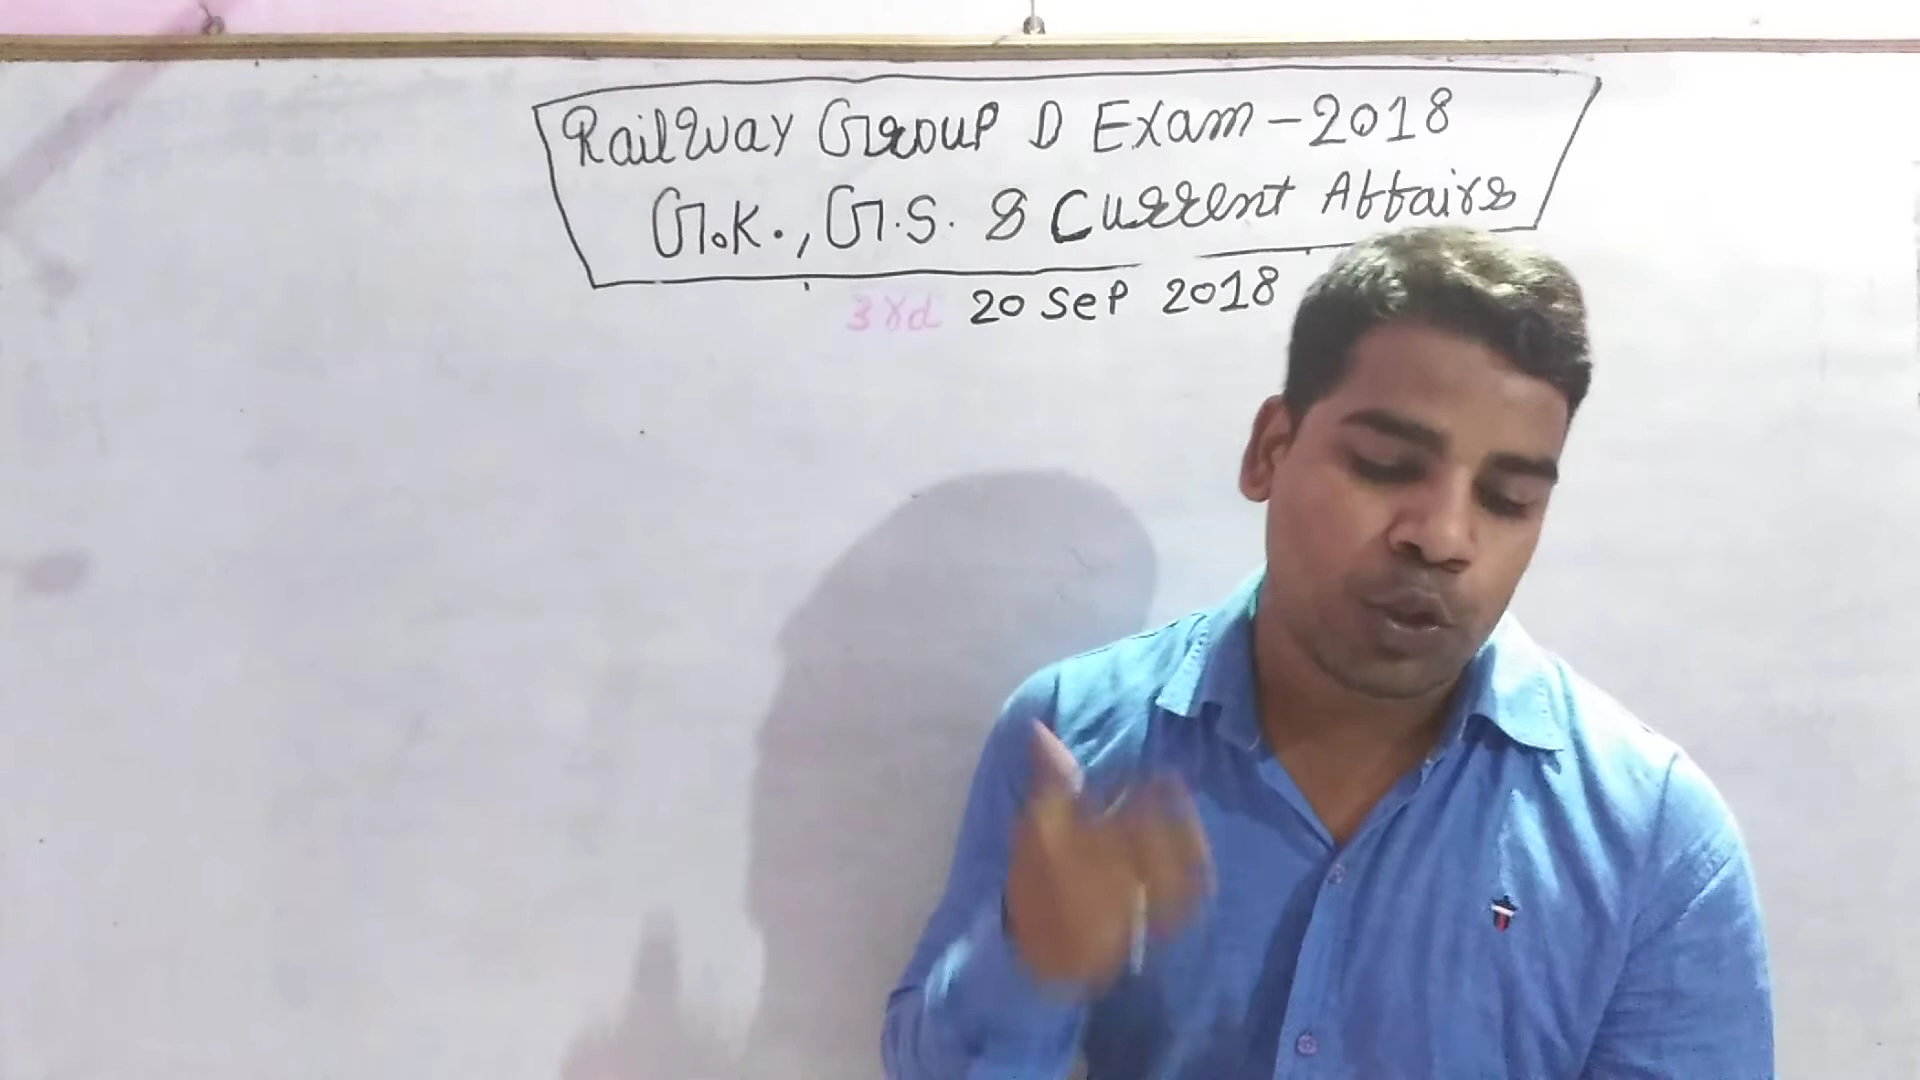 Railway Group D Exam - 2018
G.K., G.S. & Current Affairs
3rd 20 Sep 2018